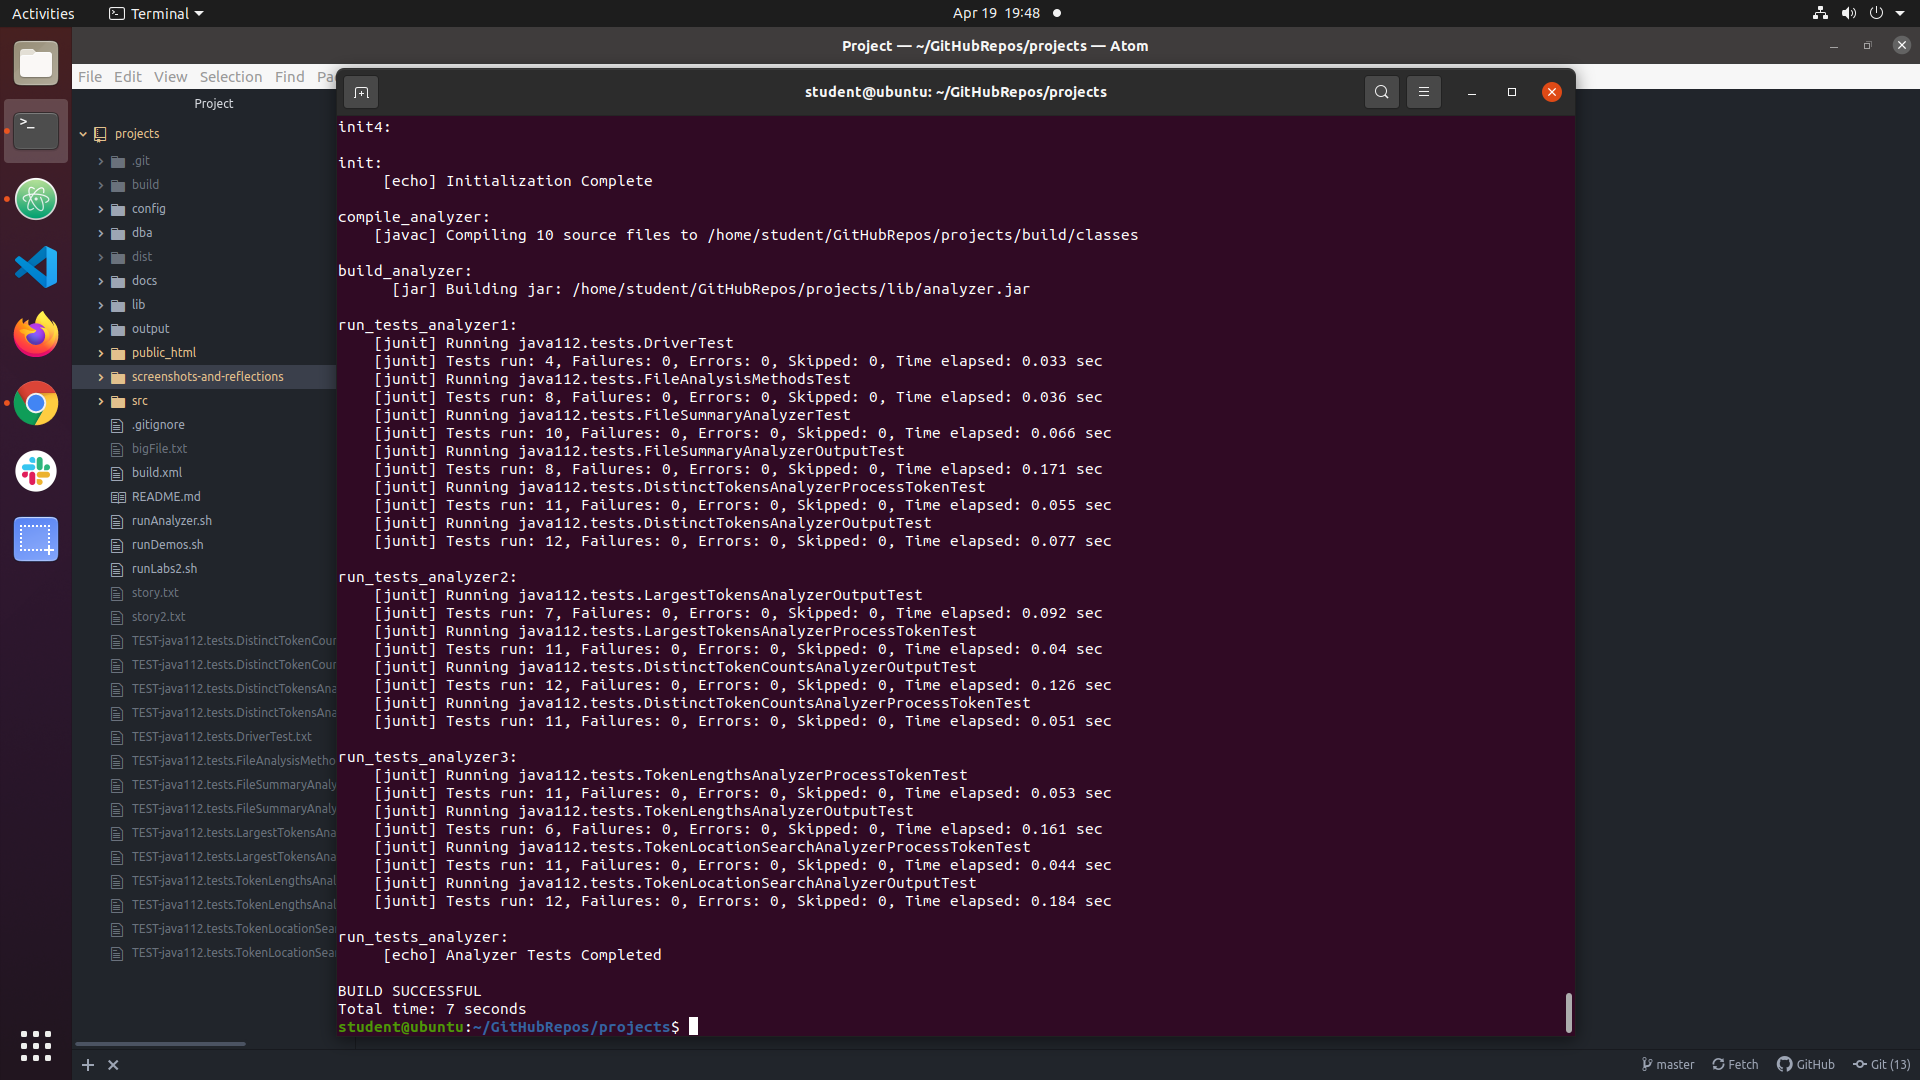 Activities
Terminal
Apr 19 19:48
Project — ~/GitHubRepos/projects — Atom
File Edit View Selection Find Pa
Project
projects
.git
build
config
dba
dist
docs
lib
output
public_html
screenshots-and-reflections
src
.gitignore
bigFile.txt
build.xml
README.md
runAnalyzer.sh
runDemos.sh
runLabs2.sh
story.txt
story2.txt
TEST-java112.tests.DistinctTokenCour
TEST-java112.tests.DistinctTokenCour
TEST-java112.tests.DistinctTokensAna
TEST-java112.tests.DistinctTokensAna
TEST-java112.tests.DriverTest.txt
TEST-java112.tests.FileAnalysisMetho
TEST-java112.tests.FileSummaryAnaly
TEST-java112.tests.FileSummaryAnaly
TEST-java112.tests.LargestTokensAna
TEST-java112.tests.LargestTokensAna
TEST-java112.tests.TokenLengthsAnal
TEST-java112.tests.TokenLengthsAnal
TEST-java112.tests.TokenLocationSear
TEST-java112.tests.TokenLocationSear
student@ubuntu: ~/GitHubRepos/projects
init4:
init:
[echo] Initialization Complete
compile_analyzer:
[javac] Compiling 10 source files to /home/student/GitHubRepos/projects/build/classes
build_analyzer:
[jar] Building jar: /home/student/GitHubRepos/projects/lib/analyzer.jar
run_tests_analyzer1:
[junit] Running java112.tests.DriverTest
[junit] Tests run: 4, Failures: 0, Errors: 0, Skipped: 0, Time elapsed: 0.033 sec
[junit] Running java112.tests.FileAnalysisMethodsTest
[junit] Tests run: 8, Failures: 0, Errors: 0, Skipped: 0, Time elapsed: 0.036 sec
[junit] Running java112.tests.FileSummaryAnalyzerTest
[junit] Tests run: 10, Failures: 0, Errors: 0, Skipped: 0, Time elapsed: 0.066 sec
[junit] Running java112.tests.FileSummaryAnalyzerOutputTest
[junit] Tests run: 8, Failures: 0, Errors: 0, Skipped: 0, Time elapsed: 0.171 sec
[junit] Running java112.tests.DistinctTokensAnalyzerProcessTokenTest
[junit] Tests run: 11, Failures: 0, Errors: 0, Skipped: 0, Time elapsed: 0.055 sec
[junit] Running java112.tests.DistinctTokensAnalyzerOutputTest
[junit] Tests run: 12, Failures: 0, Errors: 0, Skipped: 0, Time elapsed: 0.077 sec
run_tests_analyzer2:
[junit] Running java112.tests.LargestTokensAnalyzerOutputTest
[junit] Tests run: 7, Failures: 0, Errors: 0, Skipped: 0, Time elapsed: 0.092 sec
[junit] Running java112.tests.LargestTokensAnalyzerProcessTokenTest
[junit] Tests run: 11, Failures: 0, Errors: 0, Skipped: 0, Time elapsed: 0.04 sec
[junit] Running java112.tests.DistinctTokenCountsAnalyzerOutputTest
[junit] Tests run: 12, Failures: 0, Errors: 0, Skipped: 0, Time elapsed: 0.126 sec
[junit] Running java112.tests.DistinctTokenCountsAnalyzerProcessTokenTest
[junit] Tests run: 11, Failures: 0, Errors: 0, Skipped: 0, Time elapsed: 0.051 sec
run_tests_analyzer3:
[junit] Running java112.tests.TokenLengthsAnalyzerProcessTokenTest
[junit] Tests run: 11, Failures: 0, Errors: 0, Skipped: 0, Time elapsed: 0.053 sec
[junit] Running java112.tests.TokenLengthsAnalyzerOutputTest
[junit] Tests run: 6, Failures: 0, Errors: 0, Skipped: 0, Time elapsed: 0.161 sec
[junit] Running java112.tests.TokenLocationSearchAnalyzerProcessTokenTest
[junit] Tests run: 11, Failures: 0, Errors: 0, Skipped: 0, Time elapsed: 0.044 sec
[junit] Running java112.tests.TokenLocationSearchAnalyzerOutputTest
[junit] Tests run: 12, Failures: 0, Errors: 0, Skipped: 0, Time elapsed: 0.184 sec
run_tests_analyzer:
[echo] Analyzer Tests Completed
BUILD SUCCESSFUL
Total time: 7 seconds
student@ubuntu:~/GitHubRepos/projects$
master Fetch GitHub Git (13)